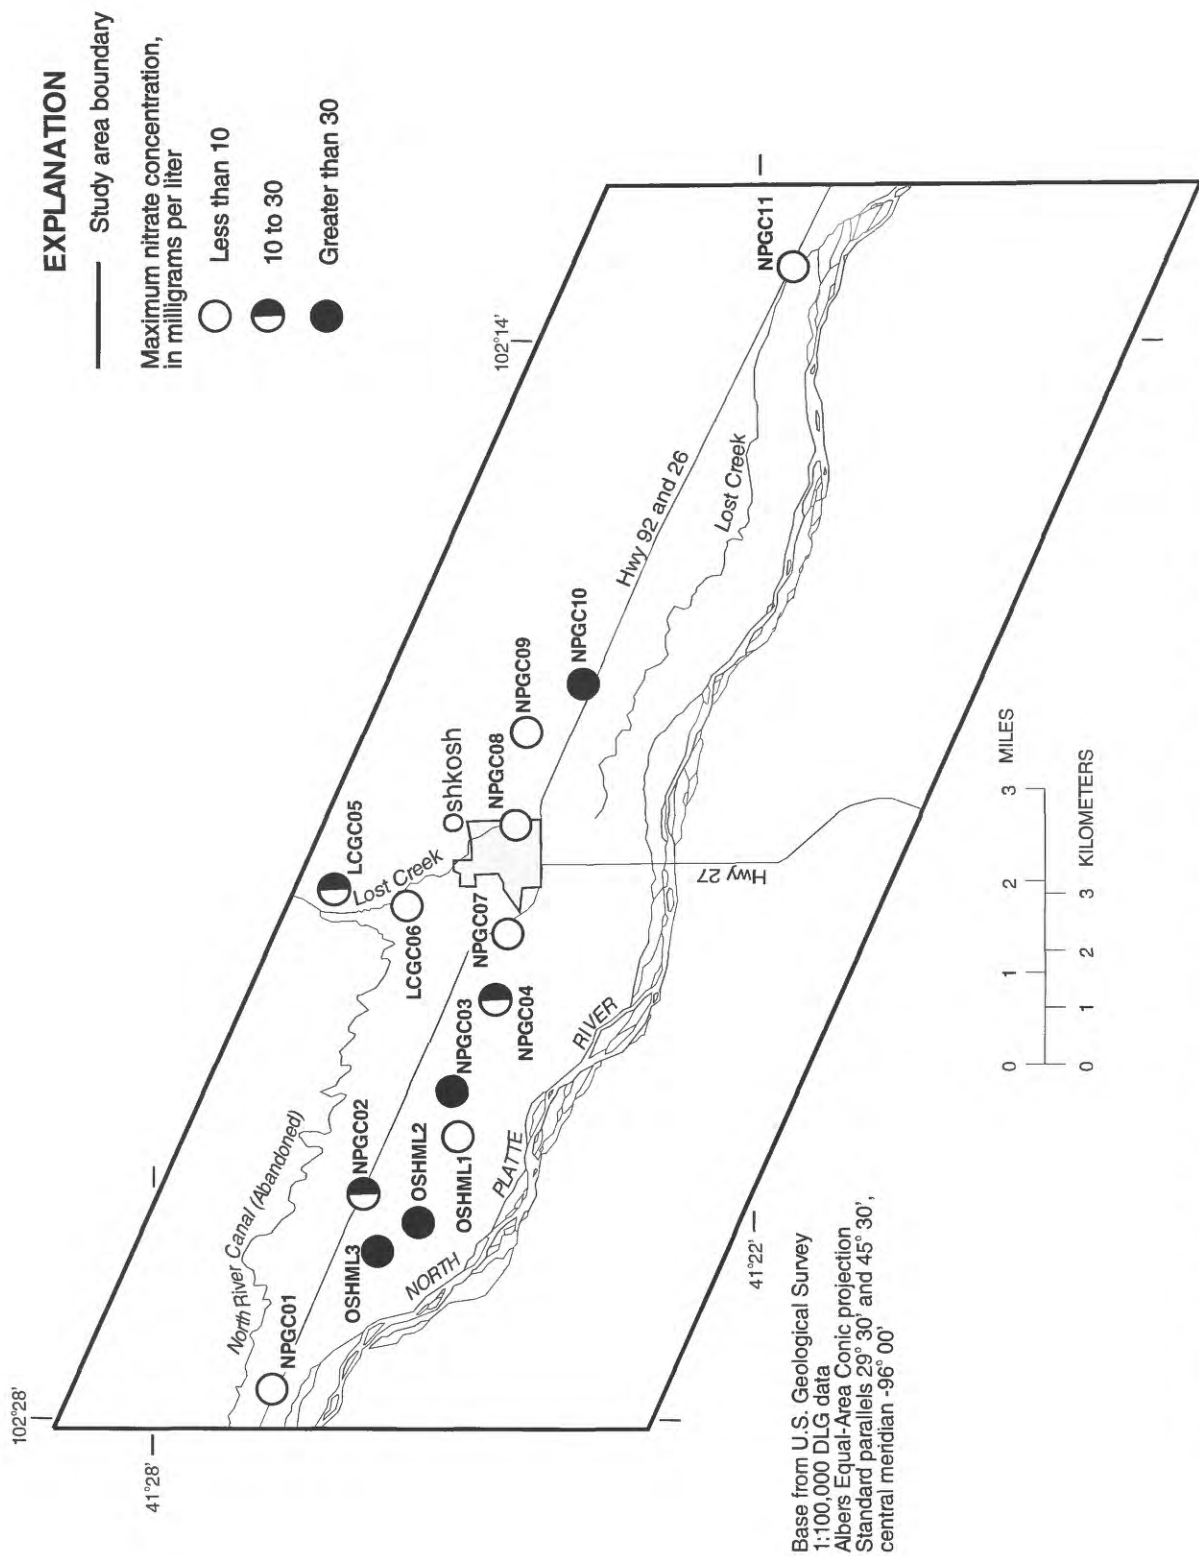 EXPLANATION
Study area boundary
Maximum nitrate concentration,
in milligrams per liter
Less than 10
10 to 30
Greater than 30
102°28'
41°28'
102°14'
41°22'
North River Canal (Abandoned)
NPGC01
NPGC02
OSHML3
OSHML2
OSHML1
NPGC03
NPGC04
LCGC05
Lost Creek
LCGC06
NPGC07
Oshkosh
NPGC08
NPGC09
NPGC10
Hwy 92 and 26
Lost Creek
NPGC11
NORTH
PLATTE
RIVER
Hwy 27
0 1 2 3 MILES
0 1 2 3 KILOMETERS
Base from U.S. Geological Survey
1:100,000 DLG data
Albers Equal-Area Conic projection
Standard parallels 29° 30' and 45° 30',
central meridian -96° 00'